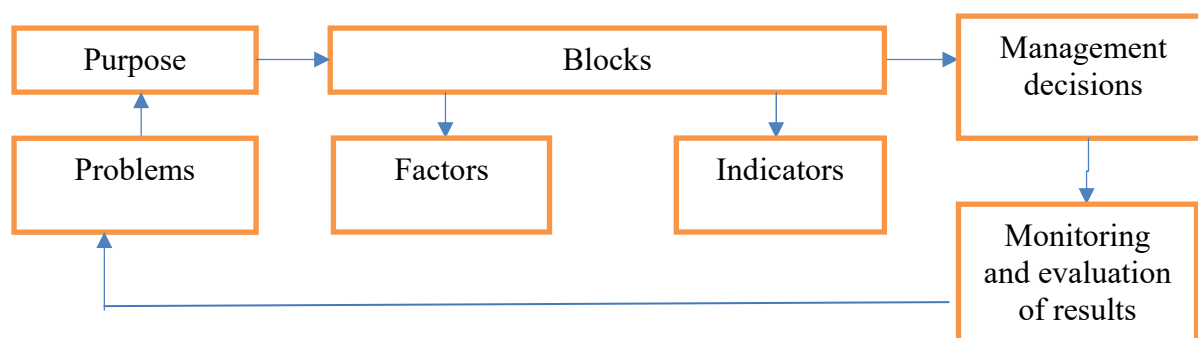 Purpose
Blocks
Management
decisions
Problems
Factors
Indicators
Monitoring
and evaluation
of results